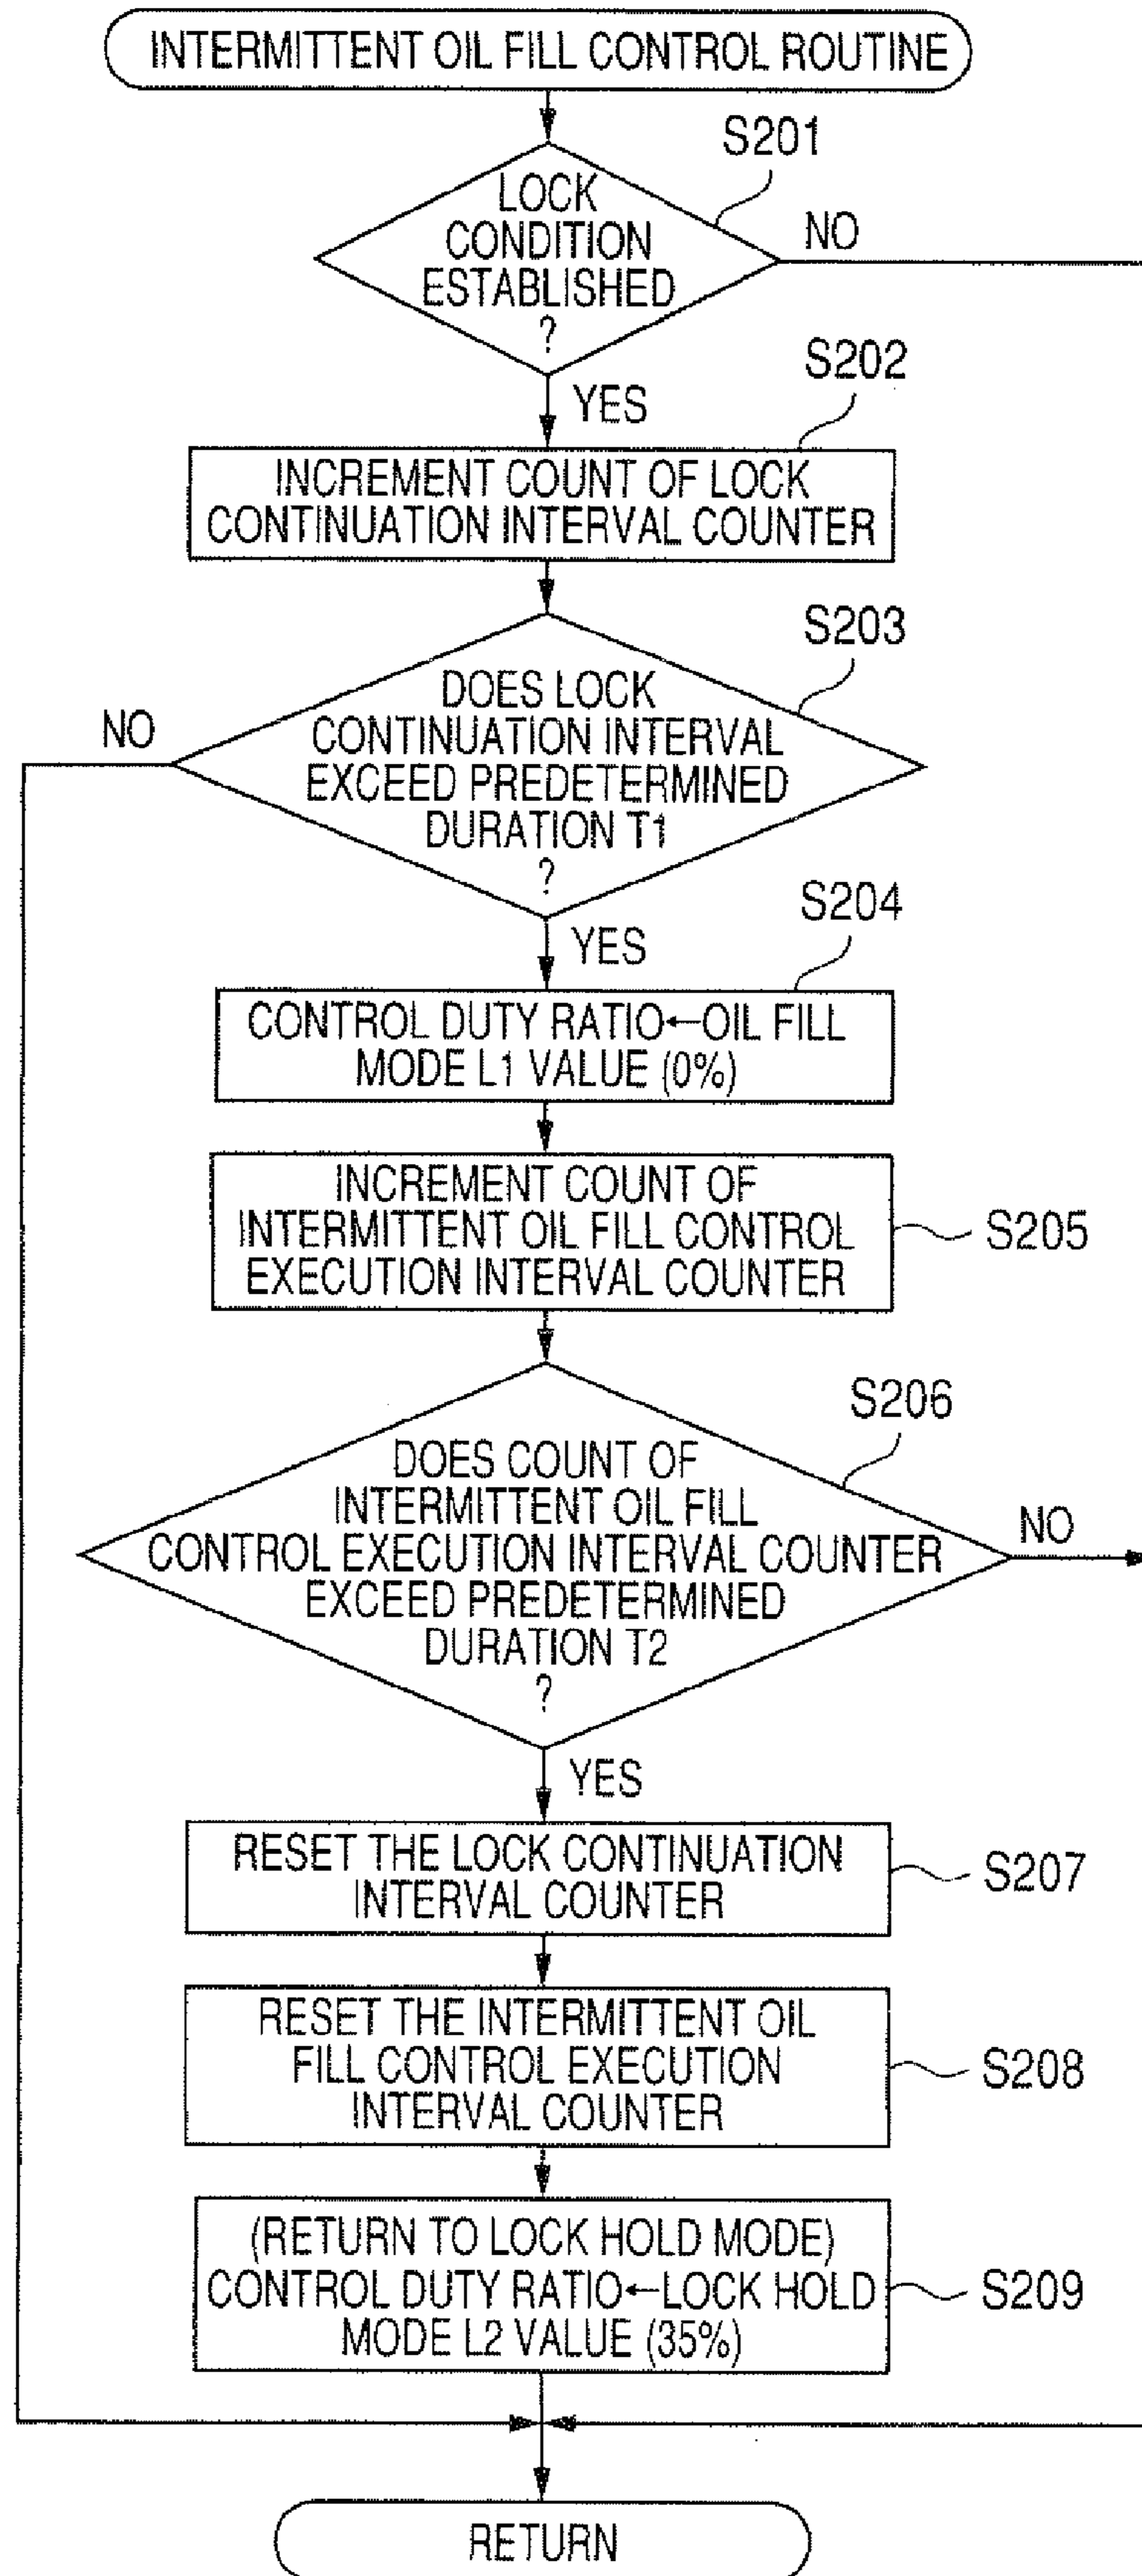 INTERMITTENT OIL FILL CONTROL ROUTINE
S201
LOCK
CONDITION
ESTABLISHED
?
NO
YES
S202
INCREMENT COUNT OF LOCK
CONTINUATION INTERVAL COUNTER
S203
DOES LOCK
CONTINUATION INTERVAL
EXCEED PREDETERMINED
DURATION T1
?
NO
YES
S204
CONTROL DUTY RATIO←OIL FILL
MODE L1 VALUE (0%)
INCREMENT COUNT OF
INTERMITTENT OIL FILL CONTROL
EXECUTION INTERVAL COUNTER
S205
S206
DOES COUNT OF
INTERMITTENT OIL FILL
CONTROL EXECUTION INTERVAL COUNTER
EXCEED PREDETERMINED
DURATION T2
?
NO
YES
RESET THE LOCK CONTINUATION
INTERVAL COUNTER
S207
RESET THE INTERMITTENT OIL
FILL CONTROL EXECUTION
INTERVAL COUNTER
S208
(RETURN TO LOCK HOLD MODE)
CONTROL DUTY RATIO←LOCK HOLD
MODE L2 VALUE (35%)
S209
RETURN